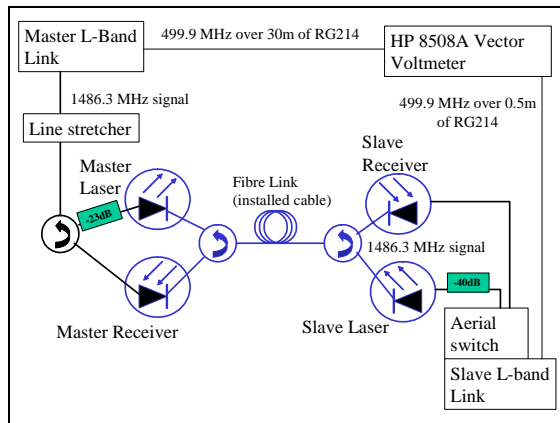 Master L-Band
Link
499.9 MHz over 30m of RG214
HP 8508A Vector
Voltmeter
1486.3 MHz signal
499.9 MHz over 0.5m
of RG214
Line stretcher
Master
Laser
Slave
Receiver
Fibre Link
(installed cable)
-23dB
1486.3 MHz signal
-40dB
Master Receiver
Slave Laser
Aerial
switch
Slave L-band
Link